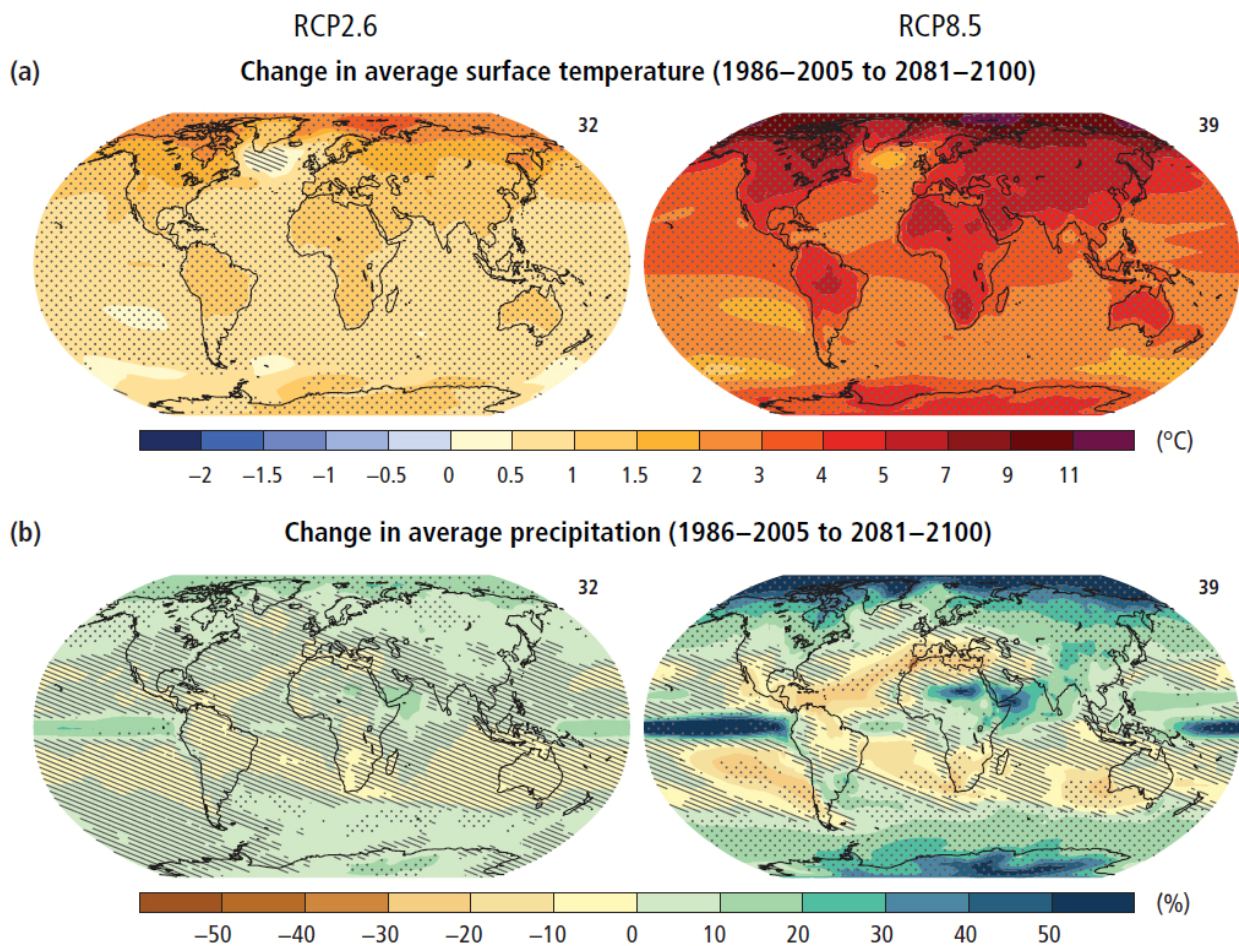 RCP2.6 RCP8.5
(a) Change in average surface temperature (1986–2005 to 2081–2100)
32 39
−2 −1.5 −1 −0.5 0 0.5 1 1.5 2 3 4 5 7 9 11 (°C)
(b) Change in average precipitation (1986–2005 to 2081–2100)
32 39
−50 −40 −30 −20 −10 0 10 20 30 40 50 (%)